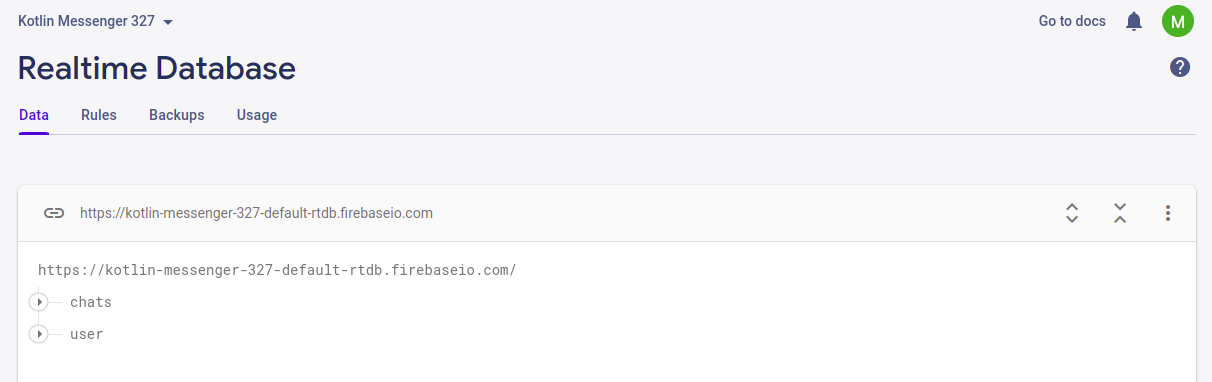 Kotlin Messenger 327
Go to docs
M
Realtime Database
?
Data Rules Backups Usage
https://kotlin-messenger-327-default-rtdb.firebaseio.com
https://kotlin-messenger-327-default-rtdb.firebaseio.com/
chats
user